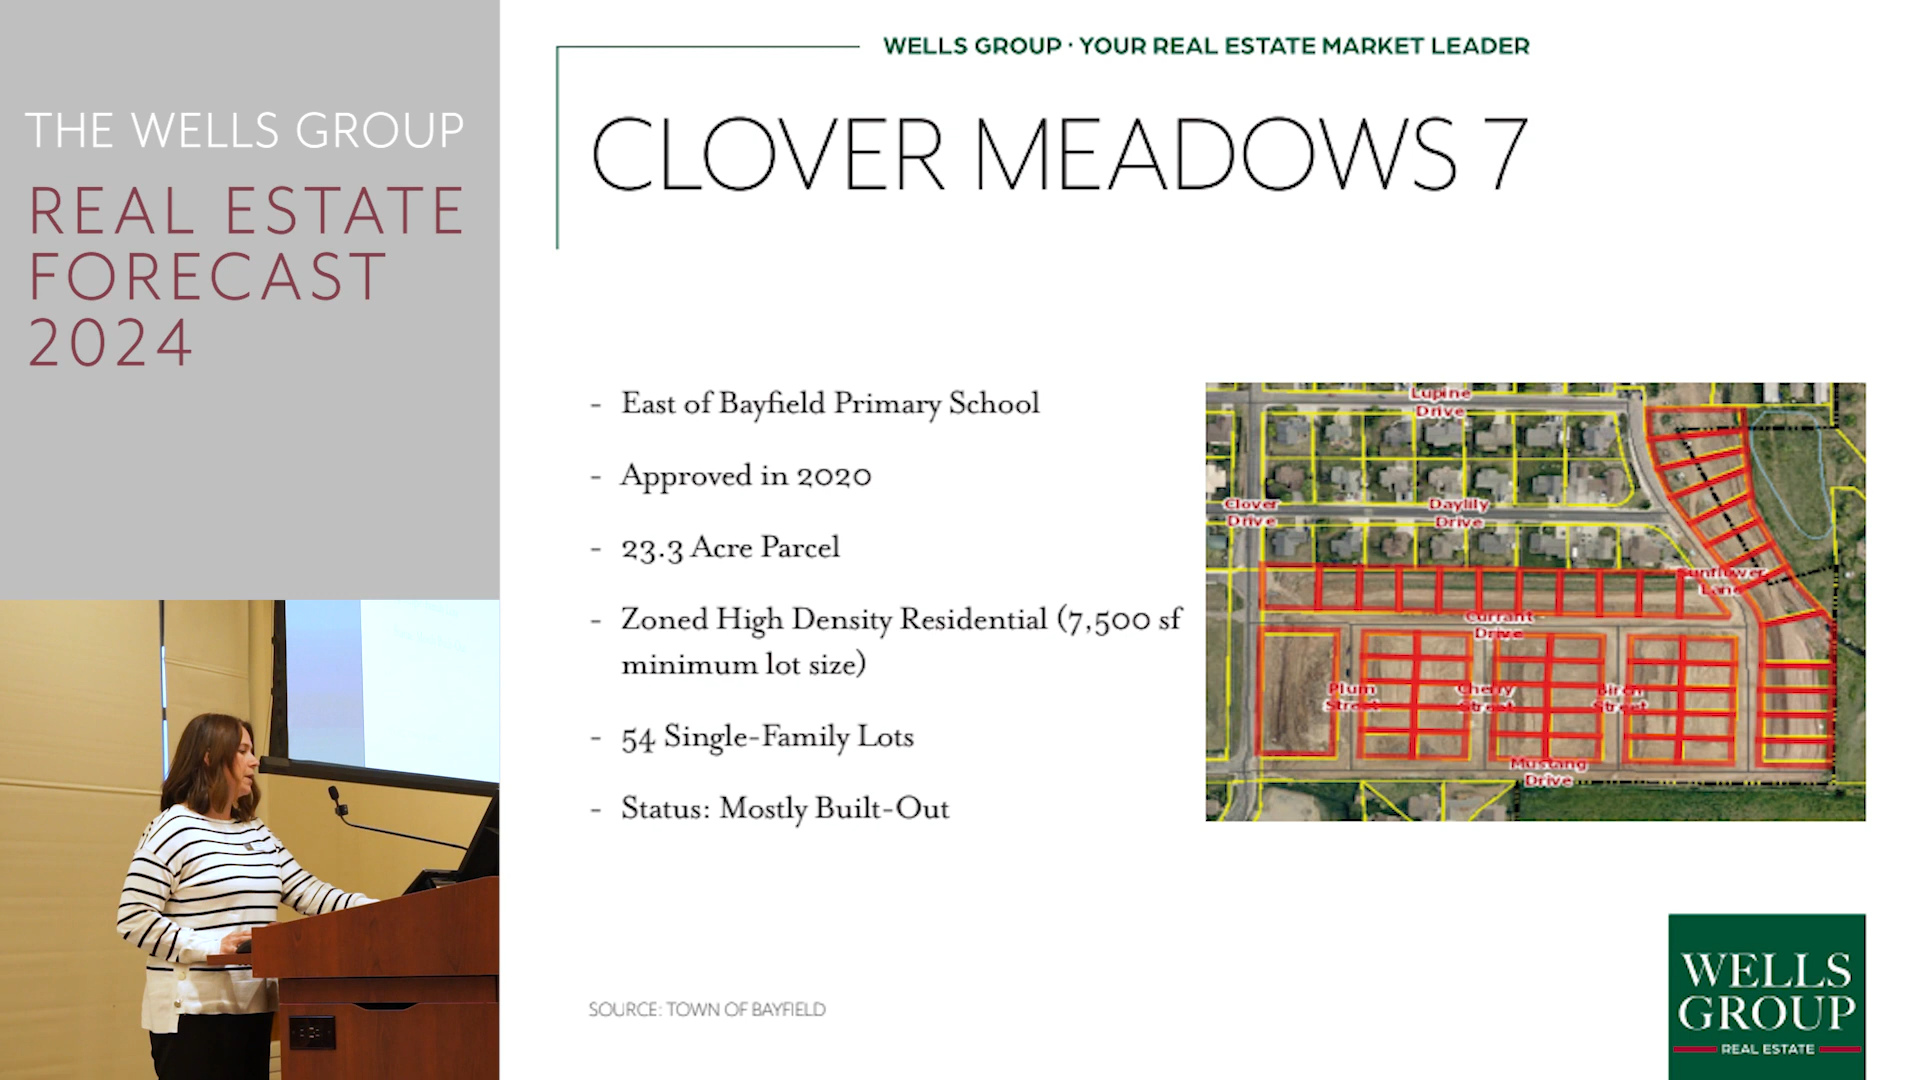 THE WELLS GROUP
REAL ESTATE
FORECAST
2024
WELLS GROUP · YOUR REAL ESTATE MARKET LEADER
CLOVER MEADOWS 7
- East of Bayfield Primary School
- Approved in 2020
- 23.3 Acre Parcel
- Zoned High Density Residential (7,500 sf
minimum lot size)
- 54 Single-Family Lots
- Status: Mostly Built-Out
Lupine
Drive
Clover
Drive
Daylily
Drive
Sunflower
Lane
Currant
Drive
Plum
Street
Cherry
Street
Birch
Street
Mustang
Drive
SOURCE: TOWN OF BAYFIELD
WELLS
GROUP
REAL ESTATE